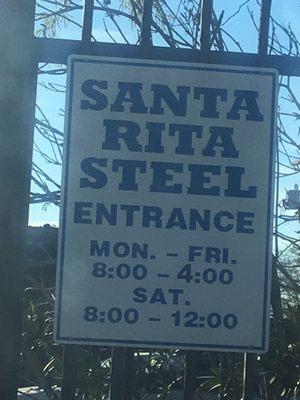 SANTA
RITA
STEEL
ENTRANCE
MON. – FRI.
8:00 – 4:00
SAT.
8:00 – 12:00